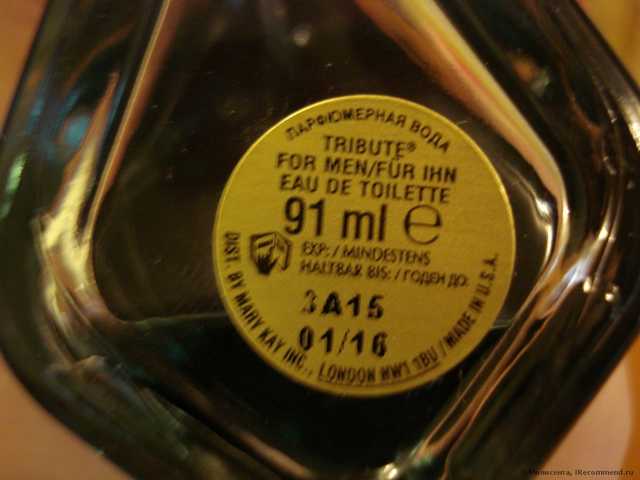 ПАРФЮМЕРНАЯ ВОДА
TRIBUTE®
FOR MEN/FÜR IHN
EAU DE TOILETTE
91 ml e
EXP: / MINDESTENS
HALTBAR BIS: / ГОДЕН ДО:
3A15
01/16
DIST. BY MARY KAY INC., LONDON NW1 1BU / MADE IN U.S.A.
IRecommend.ru